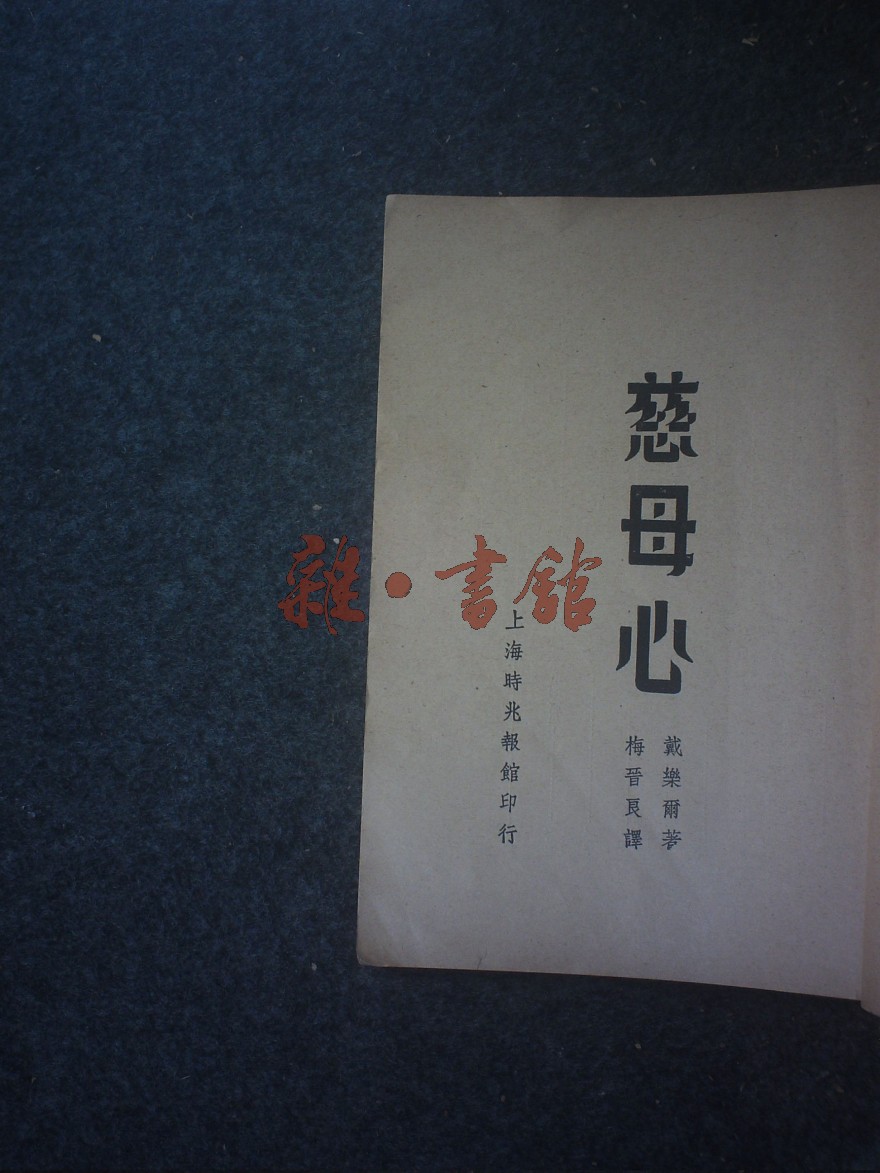 慈母心
戴樂爾著
梅晉良譯
上海時兆報館印行
雜·書館